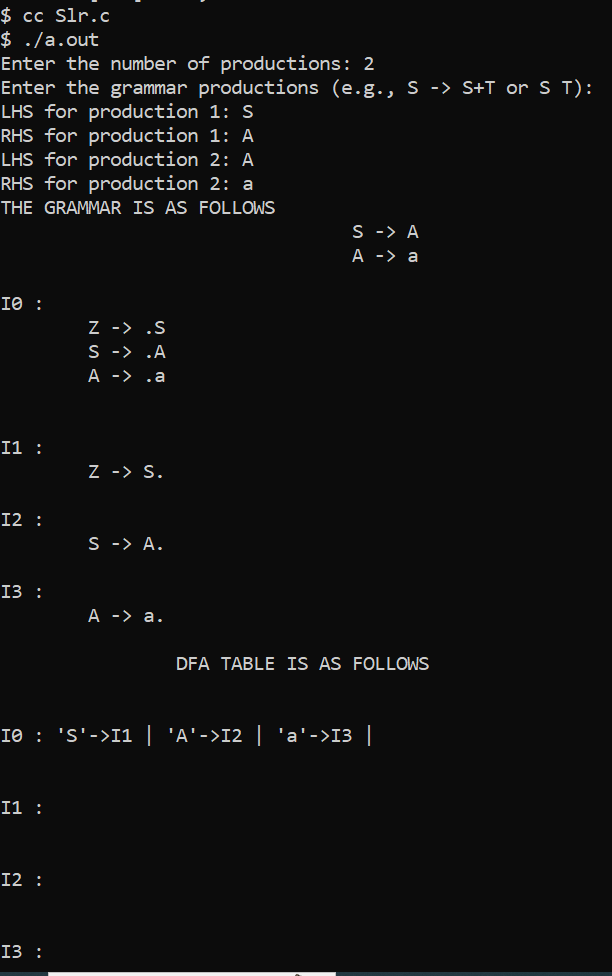 $ cc Slr.c
$ ./a.out
Enter the number of productions: 2
Enter the grammar productions (e.g., S -> S+T or S T):
LHS for production 1: S
RHS for production 1: A
LHS for production 2: A
RHS for production 2: a
THE GRAMMAR IS AS FOLLOWS
S -> A
A -> a
I0 :
Z -> .S
S -> .A
A -> .a
I1 :
Z -> S.
I2 :
S -> A.
I3 :
A -> a.
DFA TABLE IS AS FOLLOWS
I0 : 'S'->I1 | 'A'->I2 | 'a'->I3 |
I1 :
I2 :
I3 :